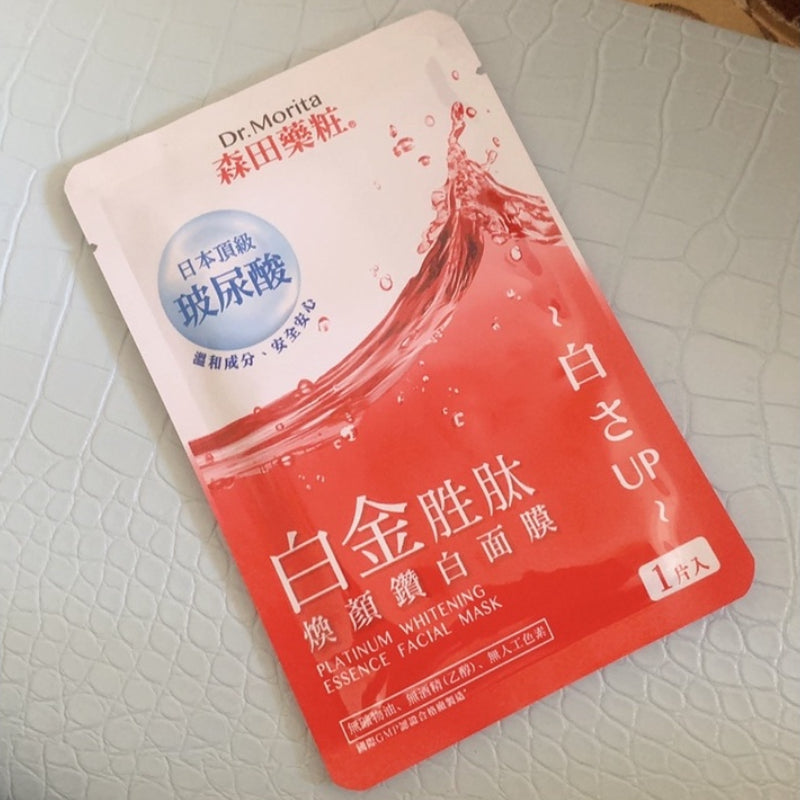 Dr.Morita
森田藥粧®
日本頂級
玻尿酸
溫和成分、安全安心
~白さUP~
白金胜肽
煥顏鑽白面膜
PLATINUM WHITENING
ESSENCE FACIAL MASK
1片入
無礦物油、無酒精(乙醇)、無人工色素
國際GMP認證合格廠製造